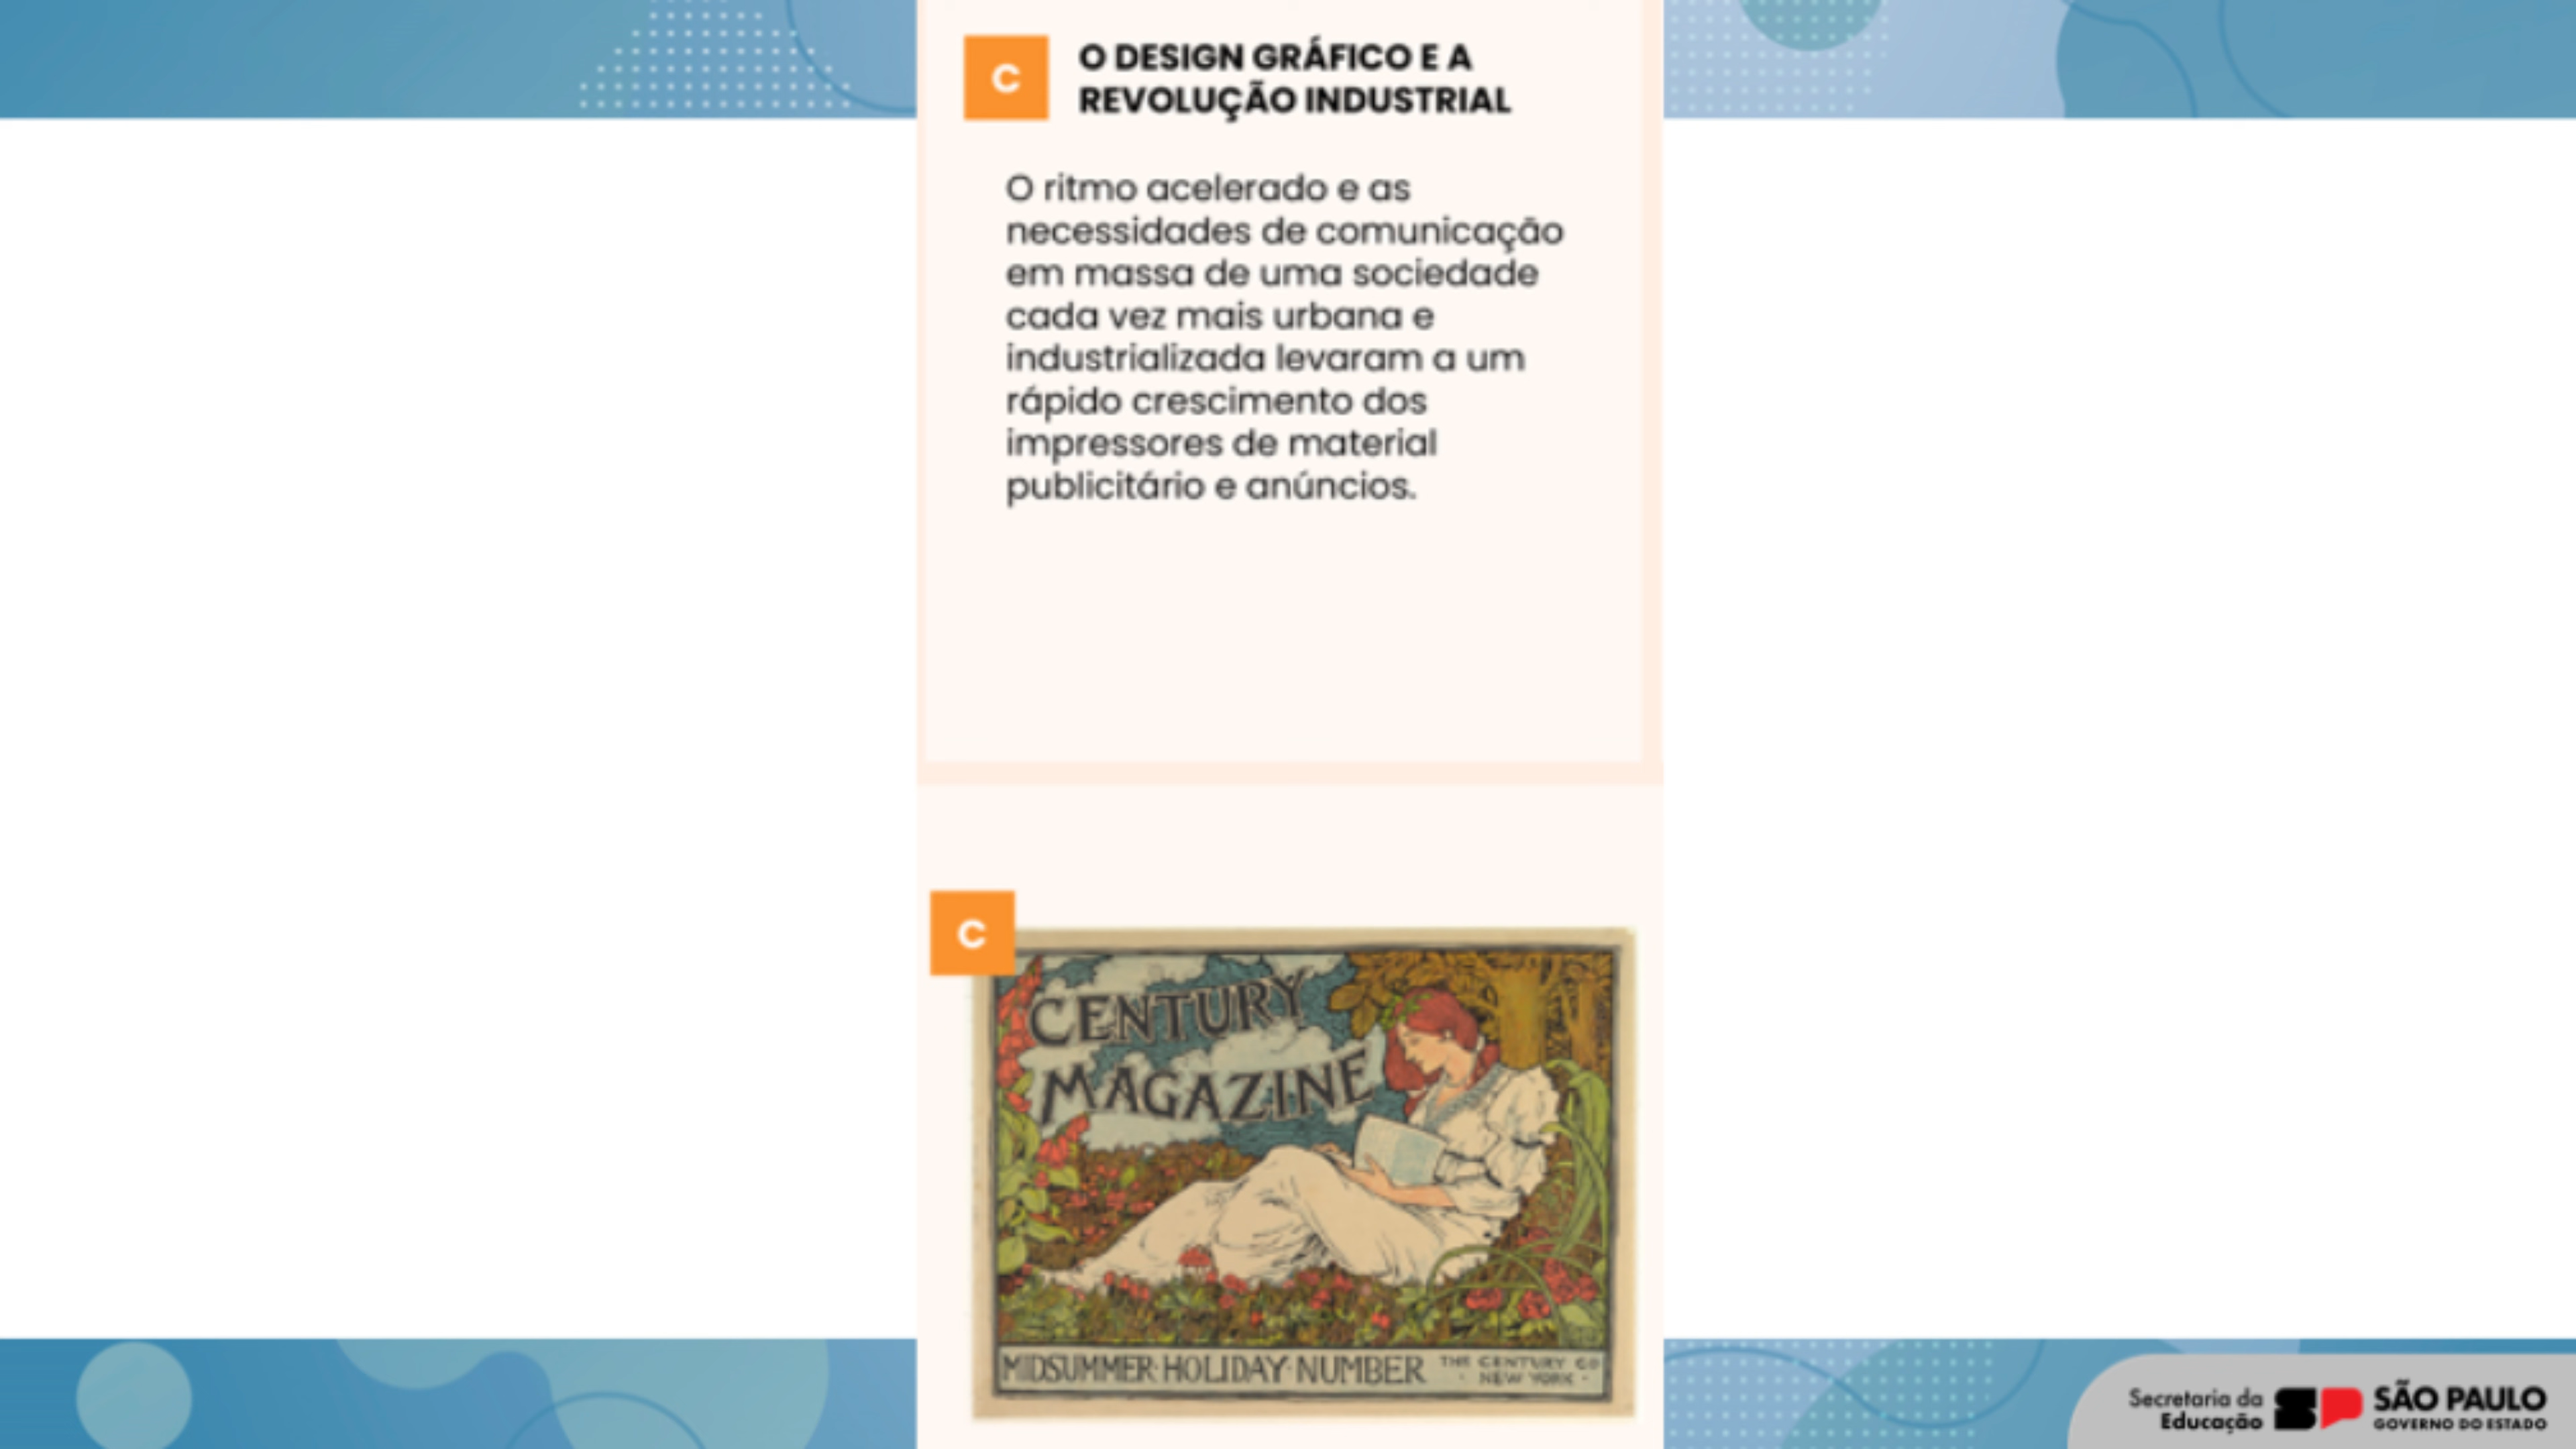 C
O DESIGN GRÁFICO E A
REVOLUÇÃO INDUSTRIAL
O ritmo acelerado e as
necessidades de comunicação
em massa de uma sociedade
cada vez mais urbana e
industrializada levaram a um
rápido crescimento dos
impressores de material
publicitário e anúncios.
C
CENTURY
MAGAZINE
MIDSUMMER·HOLIDAY·NUMBER
THE CENTURY CO
· NEW YORK ·
Secretaria da
Educação
SÃO PAULO
GOVERNO DO ESTADO